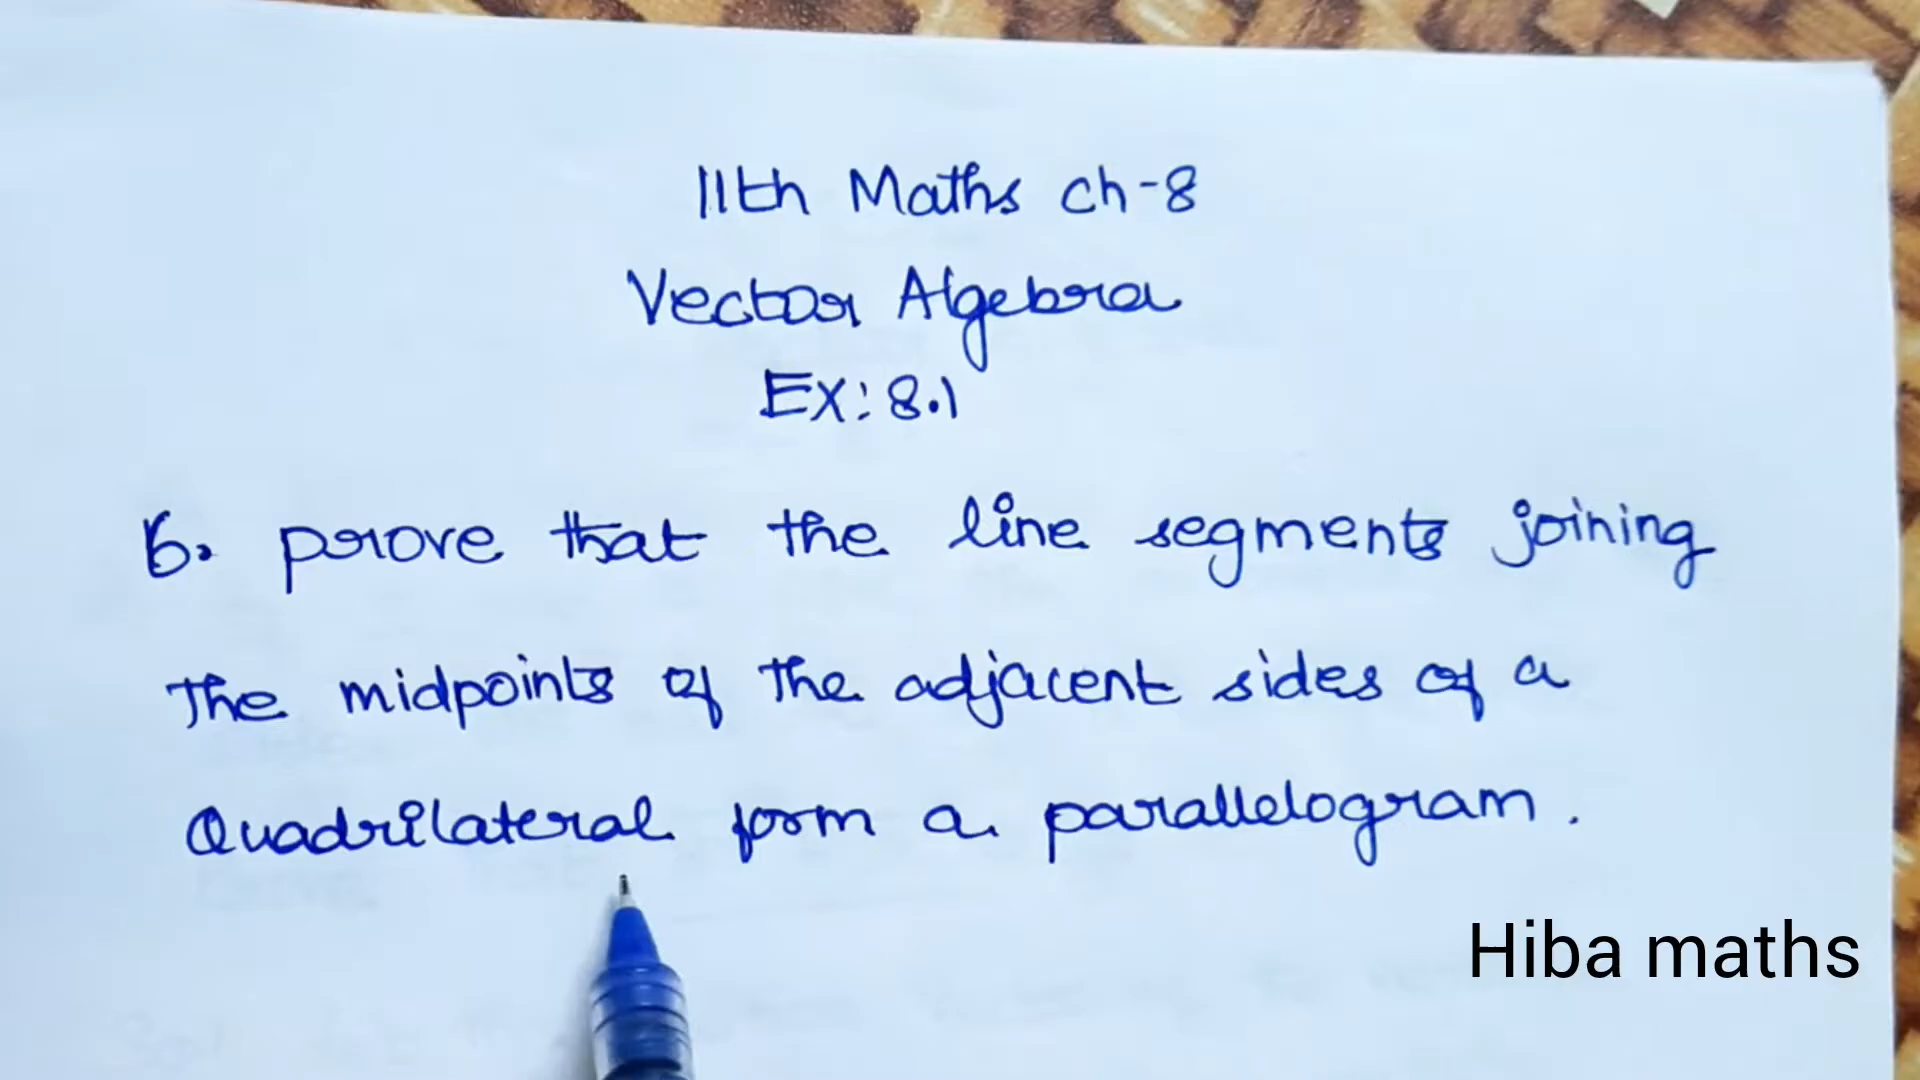 11th Maths ch-8
Vector Algebra
EX: 8.1
6. prove that the line segments joining
The midpoints of the adjacent sides of a
Quadrilateral form a parallelogram.
Hiba maths